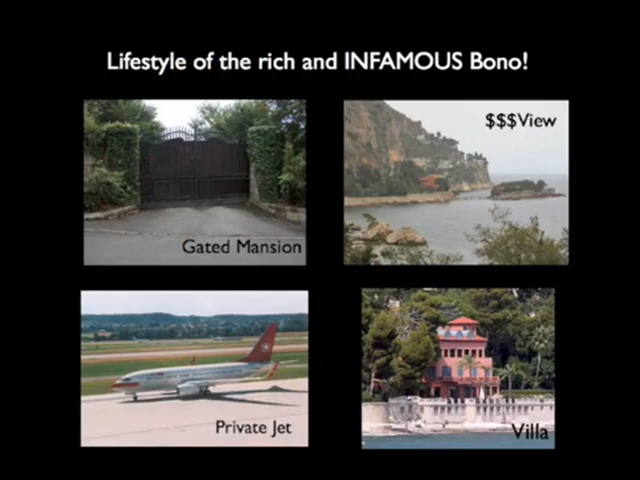 Lifestyle of the rich and INFAMOUS Bono!
$$$View
Gated Mansion
Private Jet
Villa